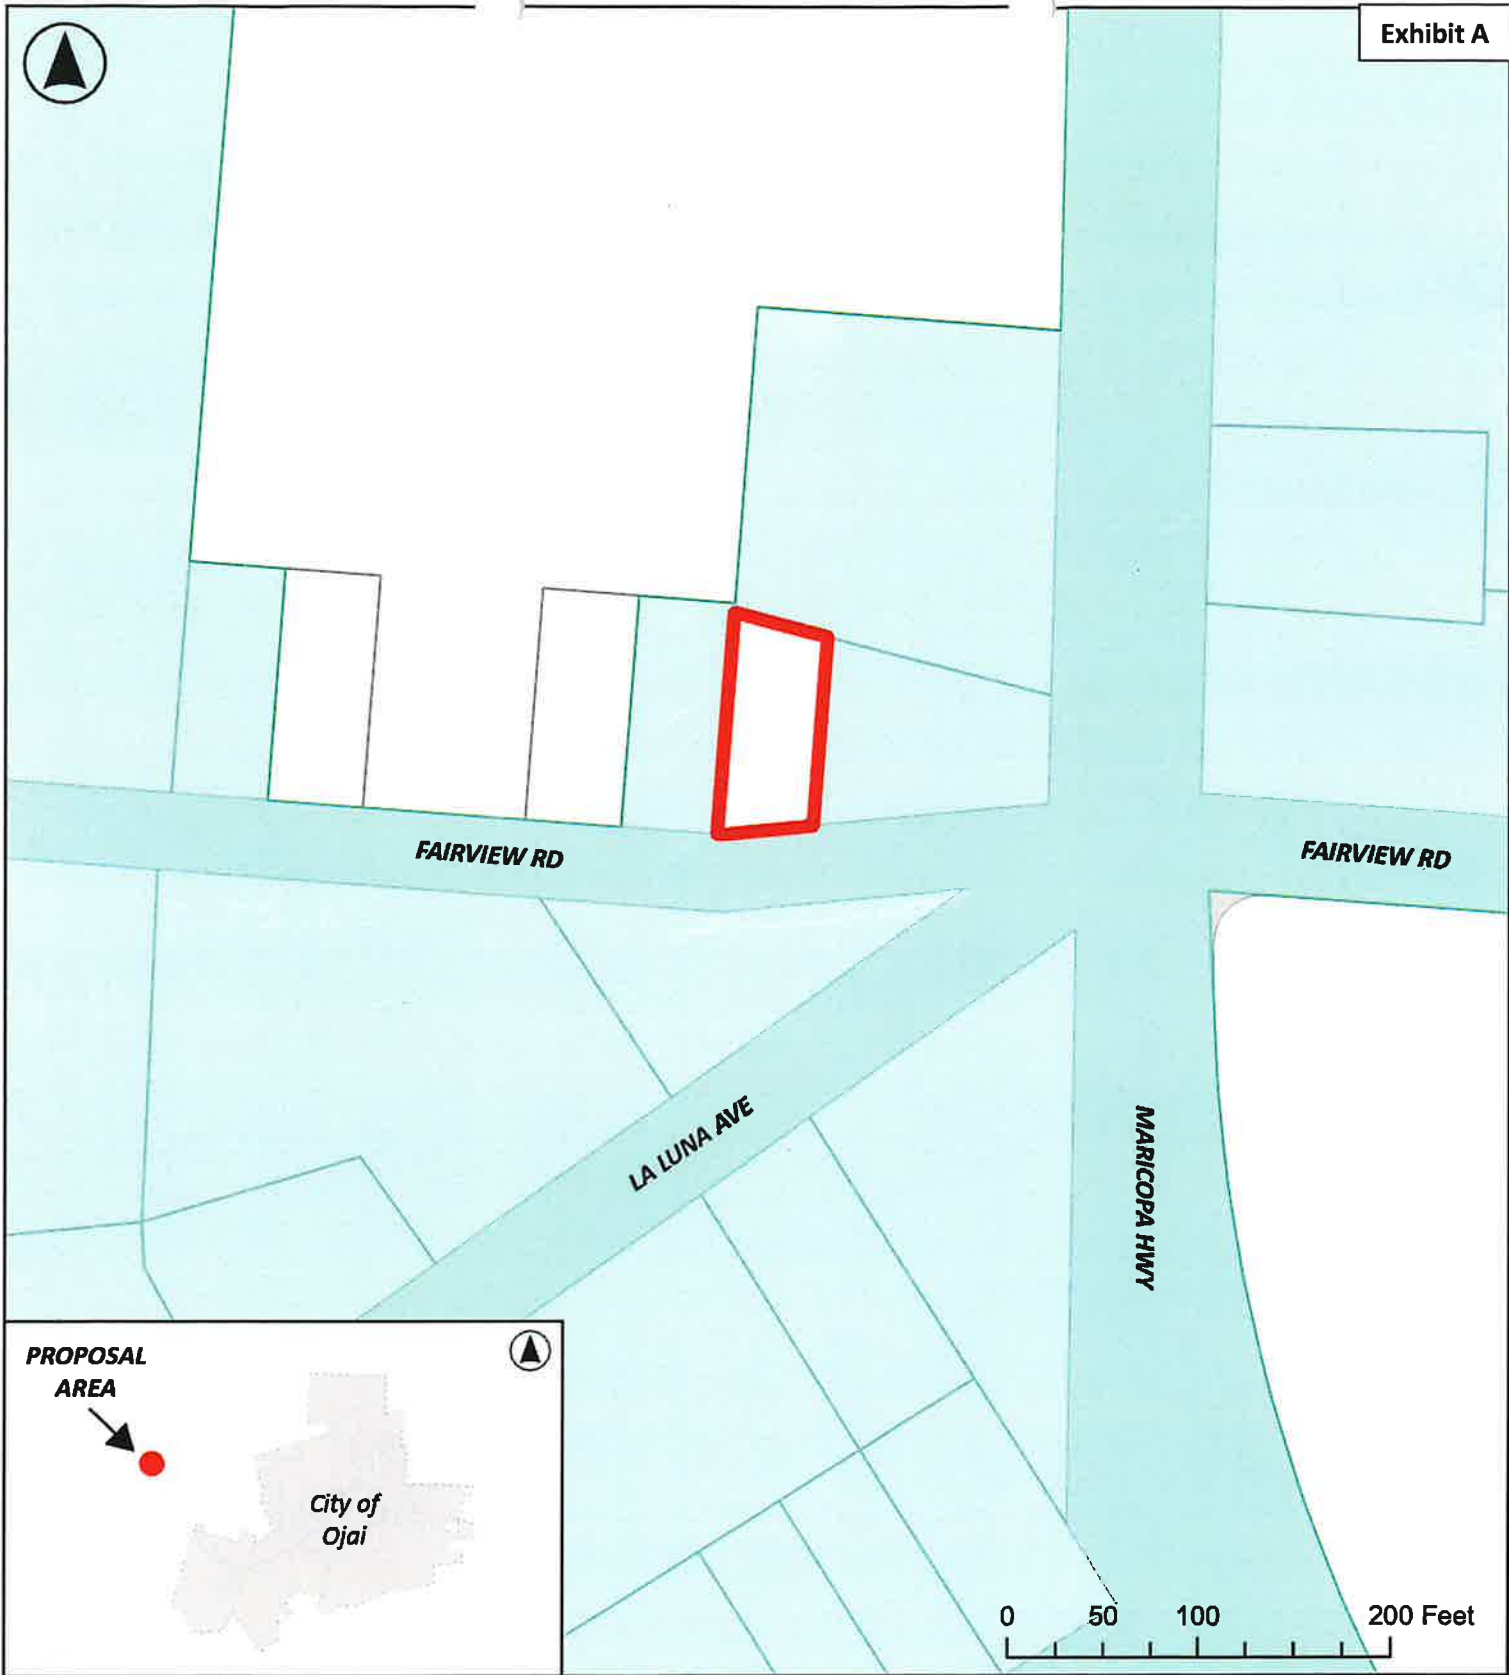 Exhibit A
FAIRVIEW RD
FAIRVIEW RD
LA LUNA AVE
MARICOPA HWY
PROPOSAL
AREA
City of
Ojai
0 50 100 200 Feet